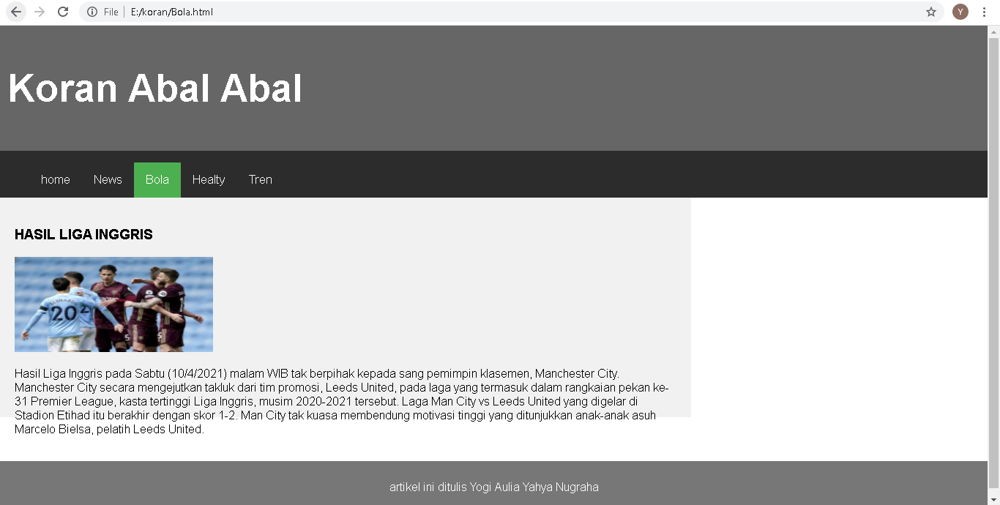 File E:/koran/Bola.html
Y
Koran Abal Abal
home News Bola Healty Tren
HASIL LIGA INGGRIS
BERNARDO
20
5
Hasil Liga Inggris pada Sabtu (10/4/2021) malam WIB tak berpihak kepada sang pemimpin klasemen, Manchester City.
Manchester City secara mengejutkan takluk dari tim promosi, Leeds United, pada laga yang termasuk dalam rangkaian pekan ke-
31 Premier League, kasta tertinggi Liga Inggris, musim 2020-2021 tersebut. Laga Man City vs Leeds United yang digelar di
Stadion Etihad itu berakhir dengan skor 1-2. Man City tak kuasa membendung motivasi tinggi yang ditunjukkan anak-anak asuh
Marcelo Bielsa, pelatih Leeds United.
artikel ini ditulis Yogi Aulia Yahya Nugraha